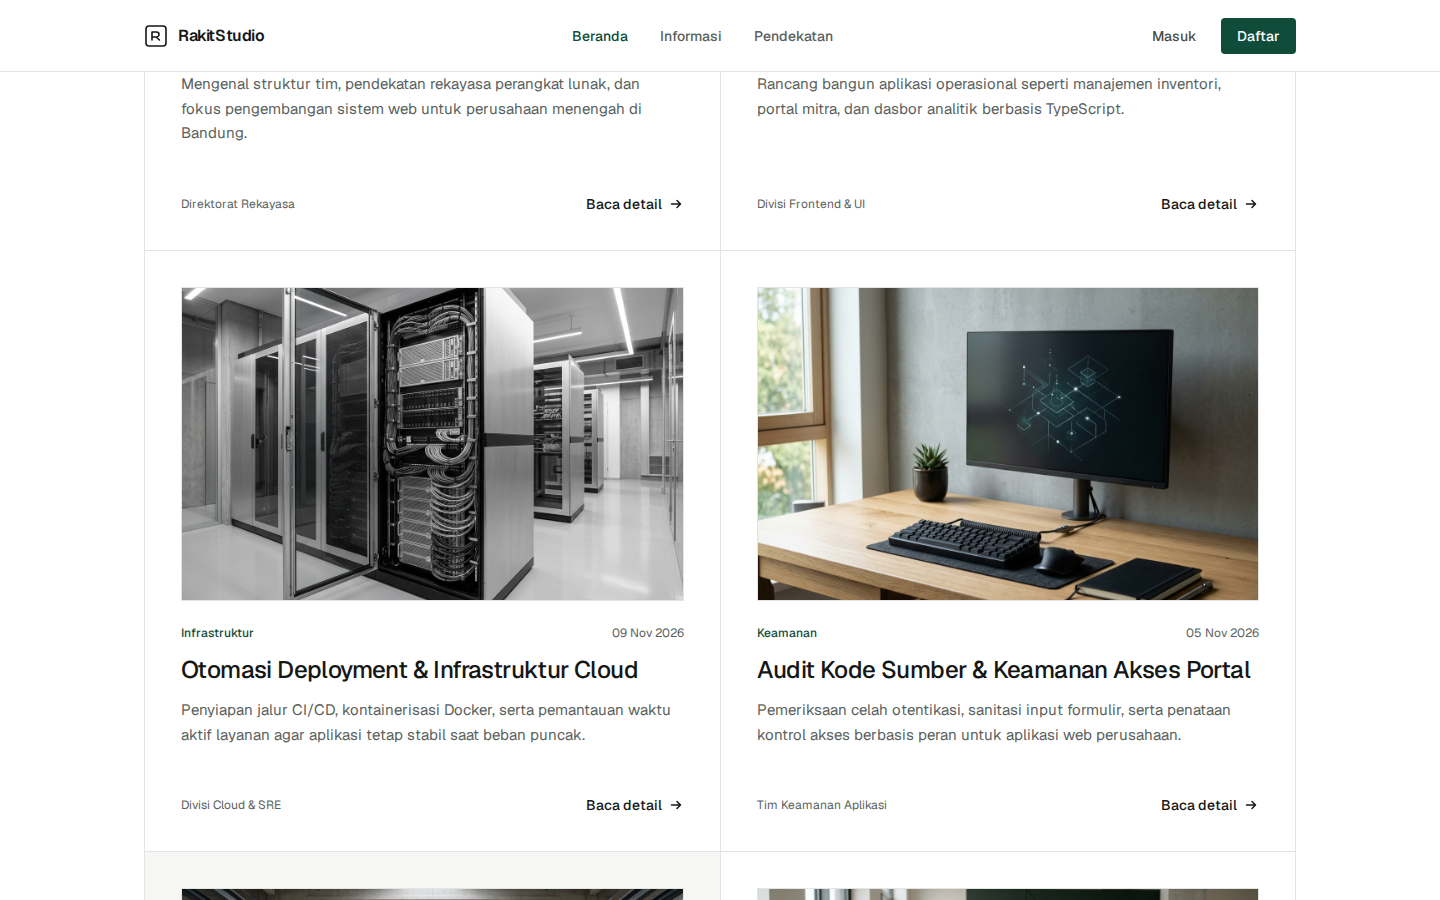 RakitStudio
Beranda
Informasi
Pendekatan
Masuk
Daftar
Mengenal struktur tim, pendekatan rekayasa perangkat lunak, dan
fokus pengembangan sistem web untuk perusahaan menengah di
Bandung.
Direktorat Rekayasa
Baca detail →
Rancang bangun aplikasi operasional seperti manajemen inventori,
portal mitra, dan dasbor analitik berbasis TypeScript.
Divisi Frontend & UI
Baca detail →
Infrastruktur
09 Nov 2026
Otomasi Deployment & Infrastruktur Cloud
Penyiapan jalur CI/CD, kontainerisasi Docker, serta pemantauan waktu
aktif layanan agar aplikasi tetap stabil saat beban puncak.
Divisi Cloud & SRE
Baca detail →
Keamanan
05 Nov 2026
Audit Kode Sumber & Keamanan Akses Portal
Pemeriksaan celah otentikasi, sanitasi input formulir, serta penataan
kontrol akses berbasis peran untuk aplikasi web perusahaan.
Tim Keamanan Aplikasi
Baca detail →